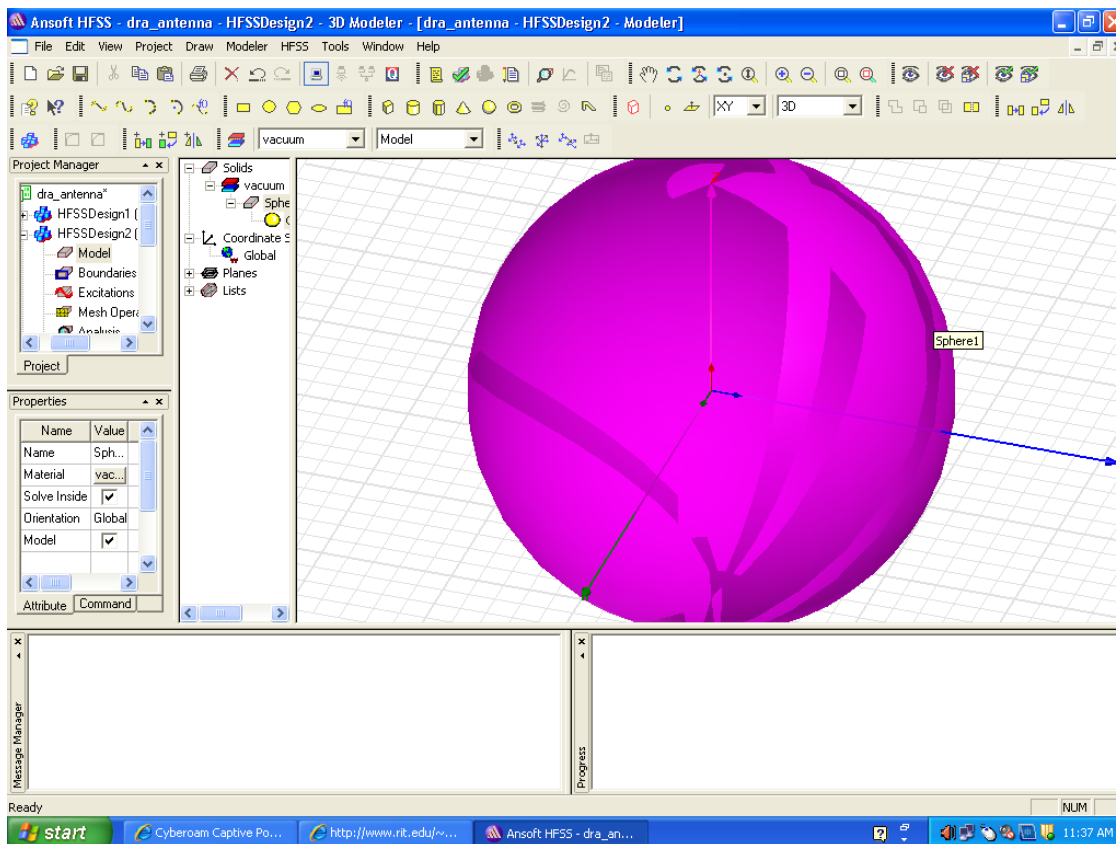 Ansoft HFSS - dra_antenna - HFSSDesign2 - 3D Modeler - [dra_antenna - HFSSDesign2 - Modeler]
File Edit View Project Draw Modeler HFSS Tools Window Help
XY 3D
vacuum Model
Project Manager
dra_antenna*
HFSSDesign1 (
HFSSDesign2 (
Model
Boundaries
Excitations
Mesh Opera
Analysis
Project
Solids
vacuum
Sphe
C
Coordinate S
Global
Planes
Lists
Z
Sphere1
Properties
Name Value
Name Sph...
Material vac...
Solve Inside
Orientation Global
Model
Attribute Command
Message Manager
Progress
Ready
NUM
start
Cyberoam Captive Po...
http://www.rit.edu/~...
Ansoft HFSS - dra_an...
11:37 AM